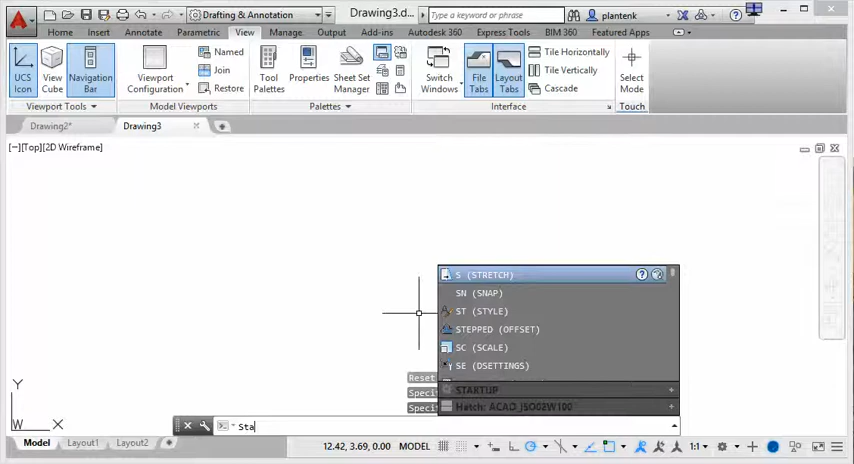 Drafting & Annotation
Drawing3.d...
Type a keyword or phrase
plantenk
Home Insert Annotate Parametric View Manage Output Add-ins Autodesk 360 Express Tools BIM 360 Featured Apps
UCS Icon
View Cube
Navigation Bar
Viewport Configuration
Named
Join
Restore
Tool Palettes
Properties
Sheet Set Manager
Switch Windows
File Tabs
Layout Tabs
Tile Horizontally
Tile Vertically
Cascade
Select Mode
Viewport Tools
Model Viewports
Palettes
Interface
Touch
Drawing2*
Drawing3
[−][Top][2D Wireframe]
S (STRETCH)
SN (SNAP)
ST (STYLE)
STEPPED (OFFSET)
SC (SCALE)
SE (DSETTINGS)
STARTUP
Hatch: ACAD_ISO02W100
Reset
Speci
Speci
Y
W X
Sta
Model Layout1 Layout2
12.42, 3.69, 0.00 MODEL
1:1